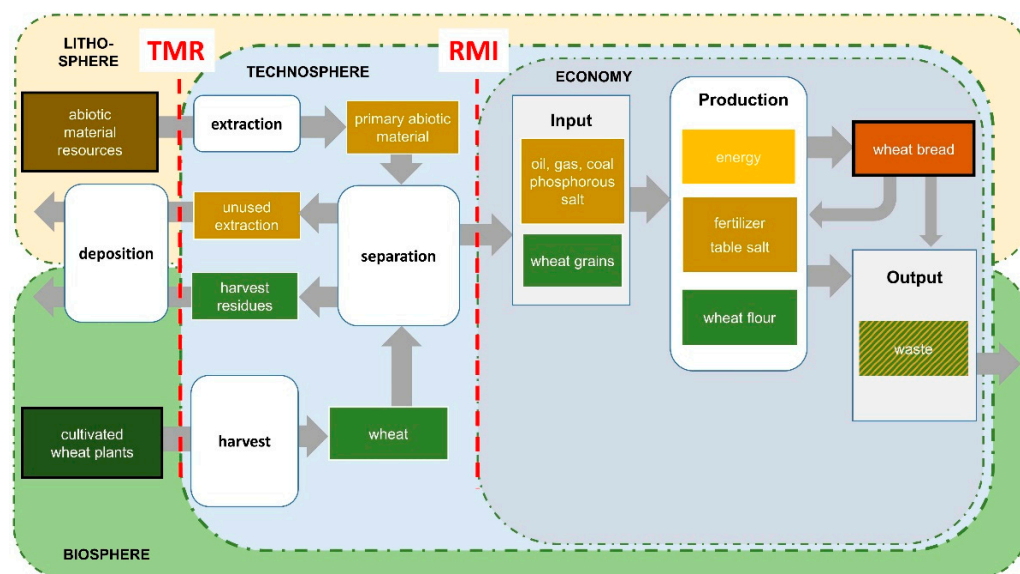 LITHO-
SPHERE
TMR
TECHNOSPHERE
RMI
ECONOMY
abiotic
material
resources
extraction
primary abiotic
material
Input
oil, gas, coal
phosphorous
salt
wheat grains
Production
energy
fertilizer
table salt
wheat flour
wheat bread
deposition
unused
extraction
harvest
residues
separation
Output
waste
cultivated
wheat plants
harvest
wheat
BIOSPHERE